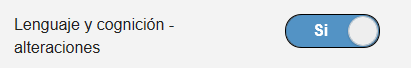 Lenguaje y cognición -
alteraciones
Si